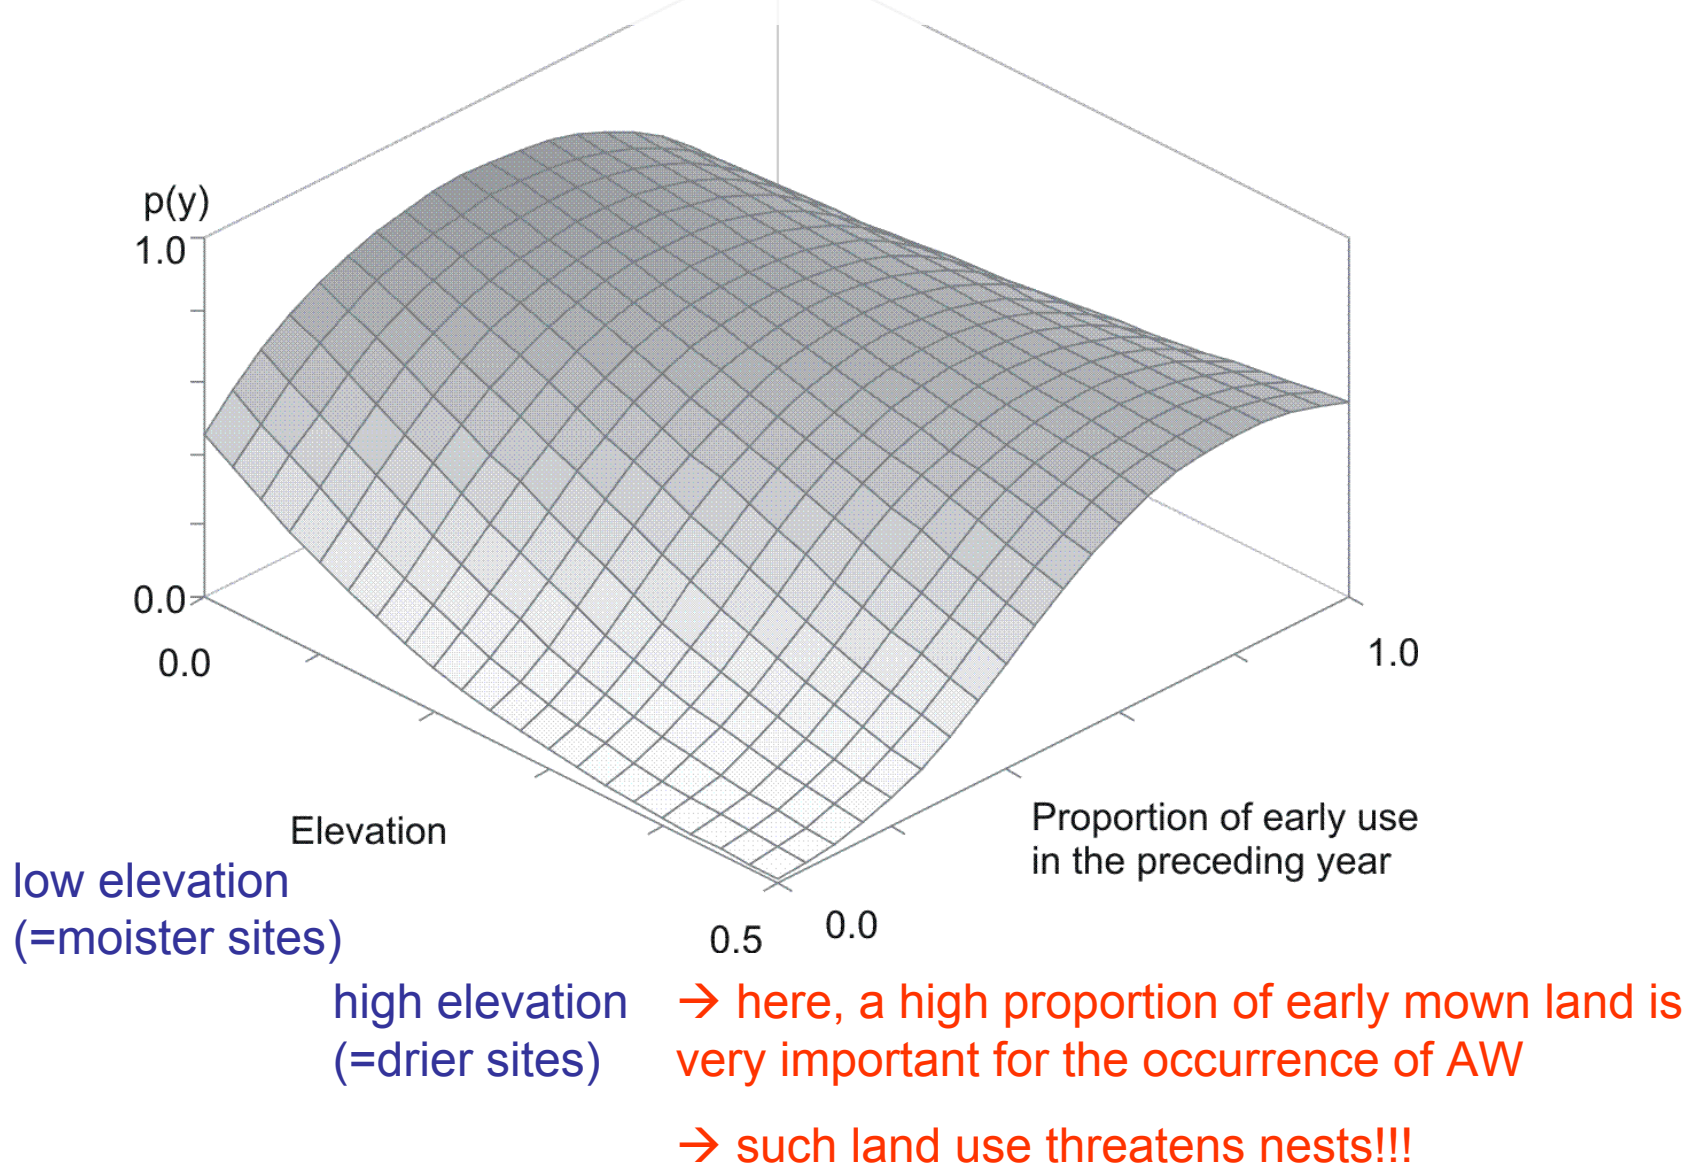 p(y)
1.0
0.0
0.0
1.0
Elevation
Proportion of early use
in the preceding year
low elevation
(=moister sites)
0.5
0.0
high elevation
(=drier sites)
→ here, a high proportion of early mown land is
very important for the occurrence of AW
→ such land use threatens nests!!!